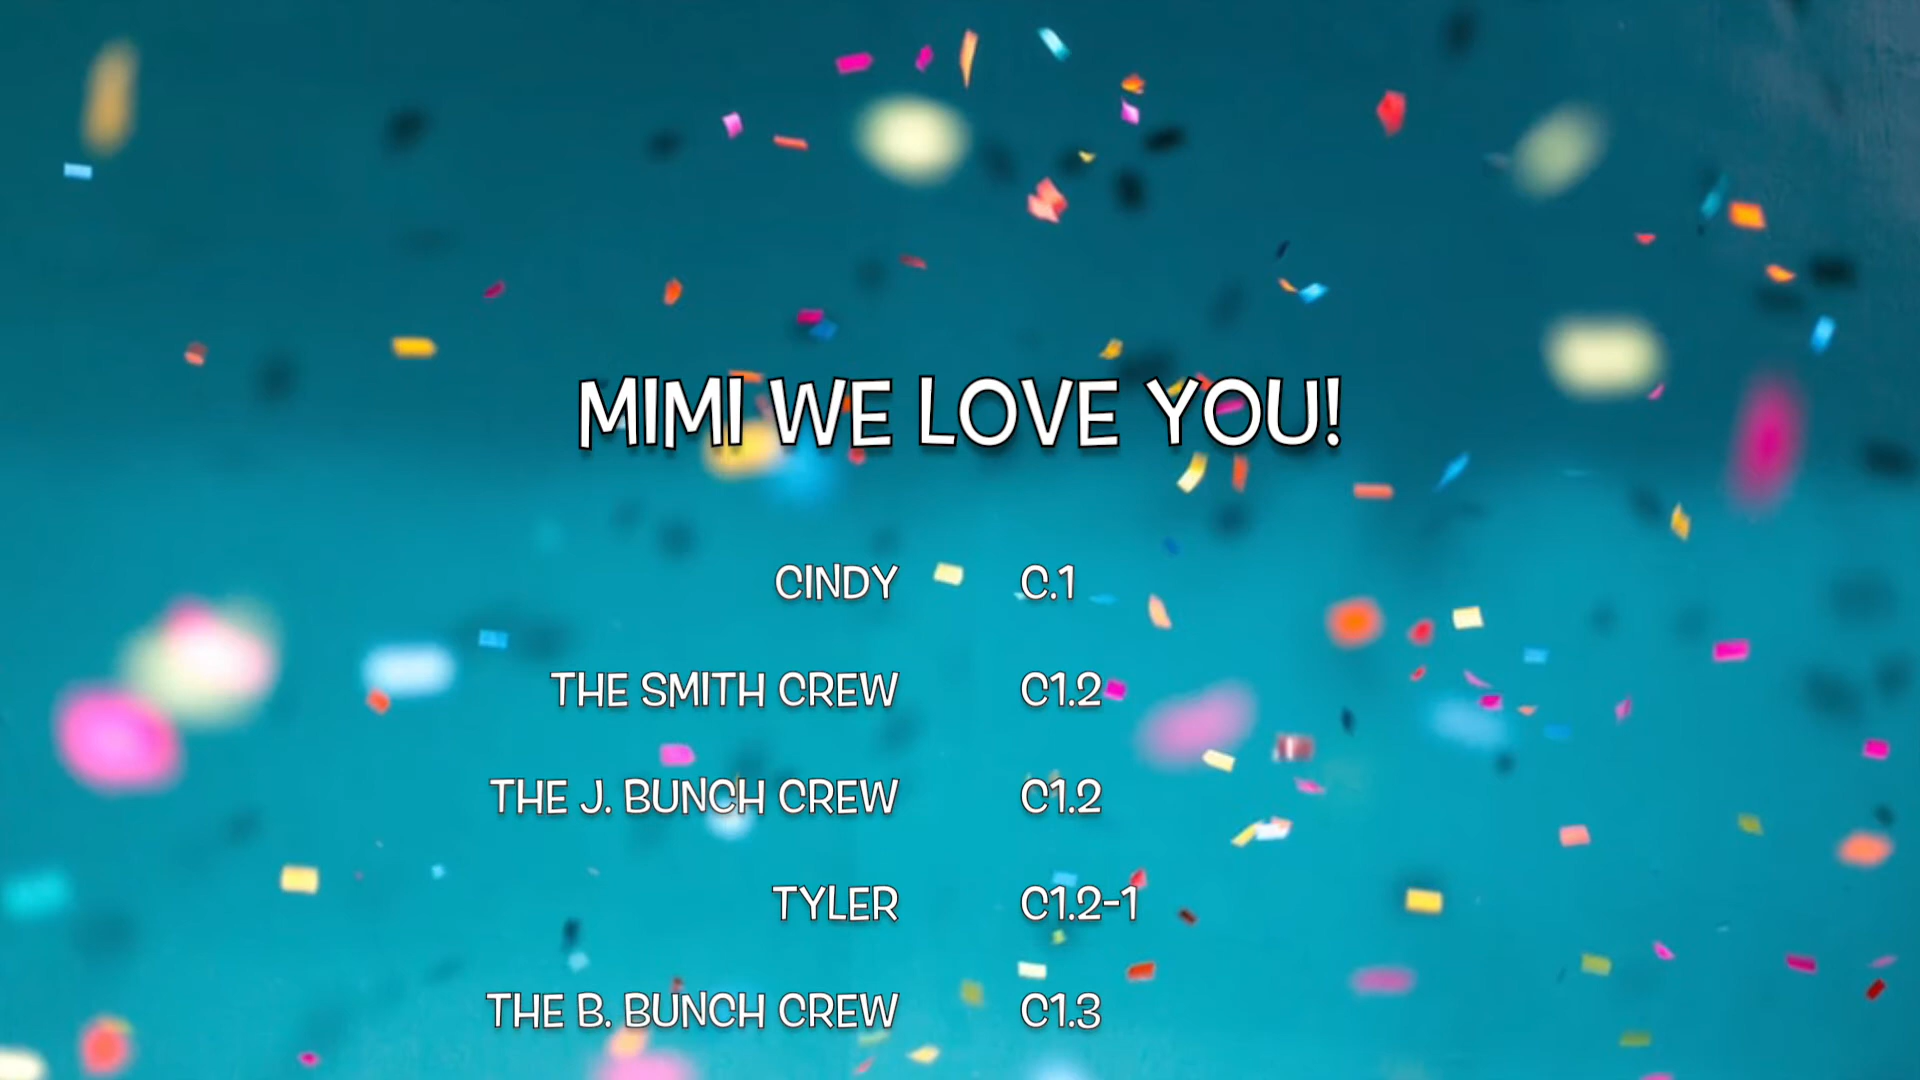 MIMI WE LOVE YOU!
CINDY C.1
THE SMITH CREW C1.2
THE J. BUNCH CREW C1.2
TYLER C1.2-1
THE B. BUNCH CREW C1.3